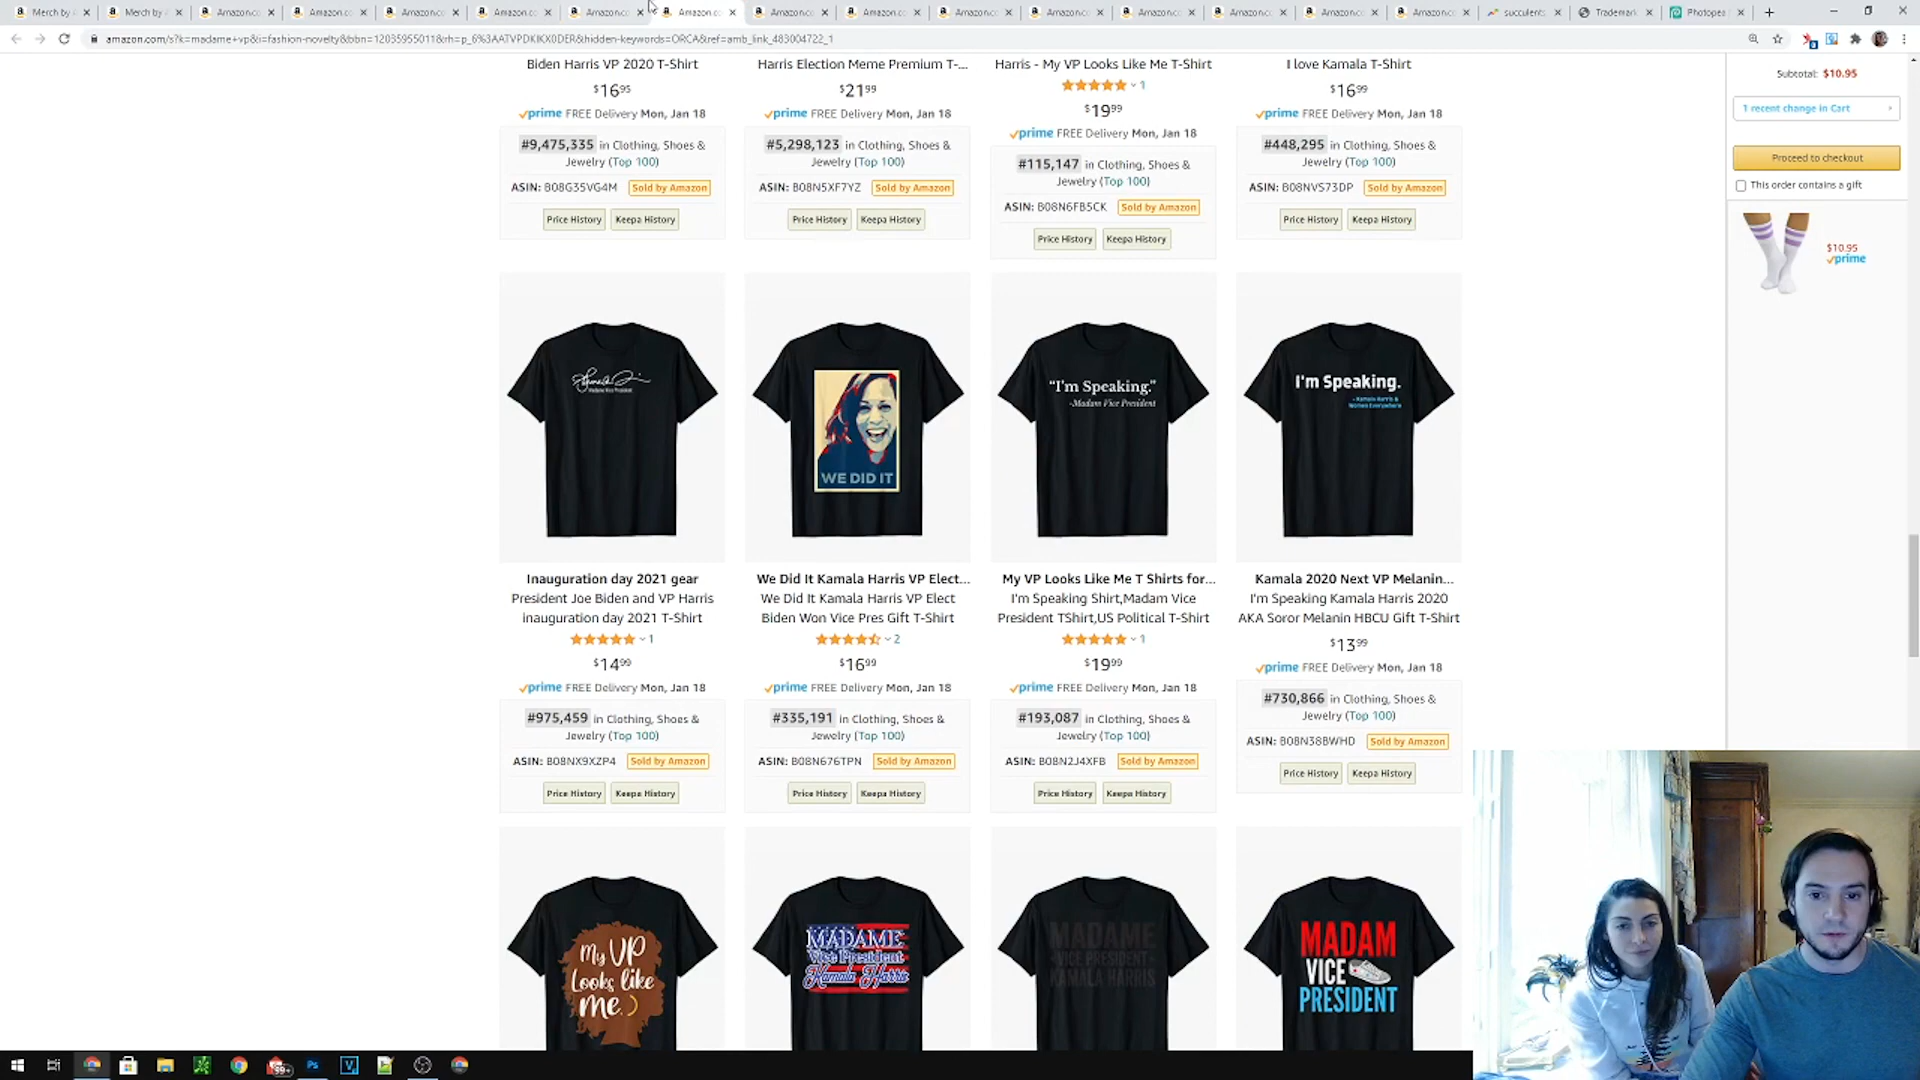 Merch by
Merch by
Amazon.co
Amazon.co
Amazon.co
Amazon.co
Amazon.co
Amazon.co
Amazon.co
Amazon.co
Amazon.co
Amazon.co
Amazon.co
Amazon.co
Amazon.co
Amazon.co
succulents
Trademark
Photopea
amazon.com/s?k=madame+vp&i=fashion-novelty&bbn=12035955011&rh=p_6%3AATVPDKIKX0DER&hidden-keywords=ORCA&ref=amb_link_483004722_1
Biden Harris VP 2020 T-Shirt
$16.95
prime FREE Delivery Mon, Jan 18
#9,475,335 in Clothing, Shoes &
Jewelry (Top 100)
ASIN: B08G35VG4M Sold by Amazon
Price History Keepa History
Harris Election Meme Premium T-...
$21.99
prime FREE Delivery Mon, Jan 18
#5,298,123 in Clothing, Shoes &
Jewelry (Top 100)
ASIN: B08N5XF7YZ Sold by Amazon
Price History Keepa History
Harris - My VP Looks Like Me T-Shirt
1
$19.99
prime FREE Delivery Mon, Jan 18
#115,147 in Clothing, Shoes &
Jewelry (Top 100)
ASIN: B08N6FB5CK Sold by Amazon
Price History Keepa History
I love Kamala T-Shirt
$16.99
prime FREE Delivery Mon, Jan 18
#448,295 in Clothing, Shoes &
Jewelry (Top 100)
ASIN: B08NVS73DP Sold by Amazon
Price History Keepa History
Subtotal: $10.95
1 recent change in Cart
Proceed to checkout
This order contains a gift
$10.95
prime
Madame Vice President
WE DID IT
"I'm Speaking."
-Madam Vice President
I'm Speaking.
- Kamala Harris &
Women Everywhere
Inauguration day 2021 gear
President Joe Biden and VP Harris
inauguration day 2021 T-Shirt
1
$14.99
prime FREE Delivery Mon, Jan 18
#975,459 in Clothing, Shoes &
Jewelry (Top 100)
ASIN: B08NX9XZP4 Sold by Amazon
Price History Keepa History
We Did It Kamala Harris VP Elect...
We Did It Kamala Harris VP Elect
Biden Won Vice Pres Gift T-Shirt
2
$16.99
prime FREE Delivery Mon, Jan 18
#335,191 in Clothing, Shoes &
Jewelry (Top 100)
ASIN: B08N676TPN Sold by Amazon
Price History Keepa History
My VP Looks Like Me T Shirts for...
I'm Speaking Shirt,Madam Vice
President TShirt,US Political T-Shirt
1
$19.99
prime FREE Delivery Mon, Jan 18
#193,087 in Clothing, Shoes &
Jewelry (Top 100)
ASIN: B08N2J4XFB Sold by Amazon
Price History Keepa History
Kamala 2020 Next VP Melanin...
I'm Speaking Kamala Harris 2020
AKA Soror Melanin HBCU Gift T-Shirt
$13.99
prime FREE Delivery Mon, Jan 18
#730,866 in Clothing, Shoes &
Jewelry (Top 100)
ASIN: B08N38BWHD Sold by Amazon
Price History Keepa History
My VP
Looks like
me.
MADAME
Vice President
Kamala Harris
MADAME
VICE PRESIDENT
KAMALA HARRIS
MADAM
VICE
PRESIDENT
99+
Ps